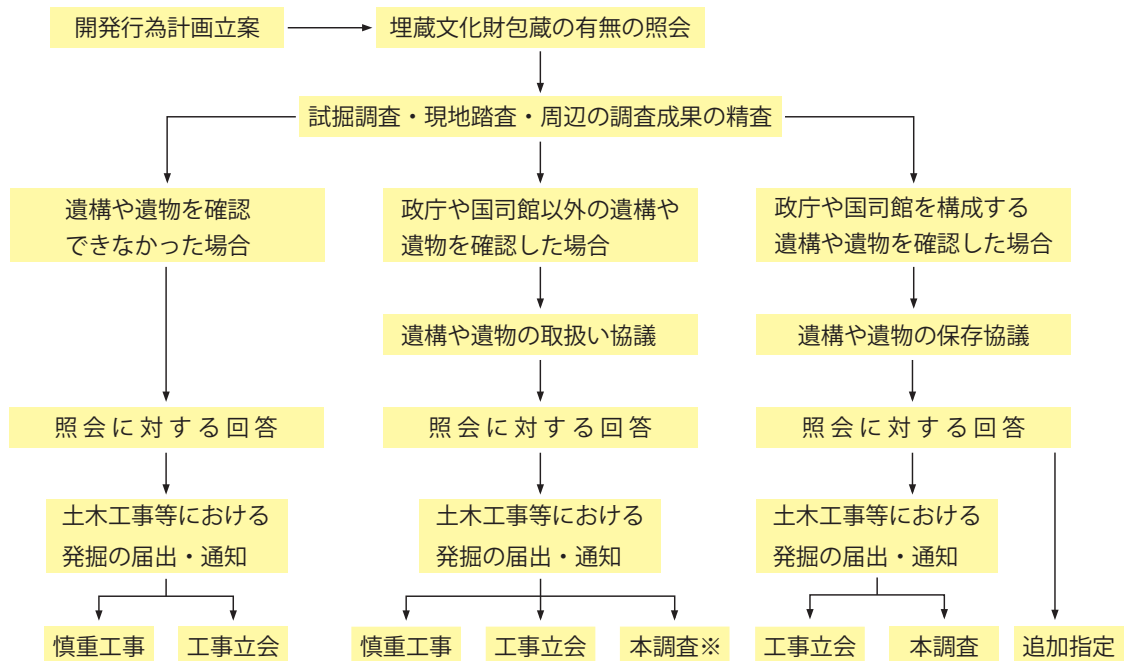 開発行為計画立案
埋蔵文化財包蔵の有無の照会
試掘調査・現地踏査・周辺の調査成果の精査
遺構や遺物を確認
できなかった場合
政庁や国司館以外の遺構や
遺物を確認した場合
政庁や国司館を構成する
遺構や遺物を確認した場合
遺構や遺物の取扱い協議
遺構や遺物の保存協議
照会に対する回答
照会に対する回答
照会に対する回答
土木工事等における
発掘の届出・通知
土木工事等における
発掘の届出・通知
土木工事等における
発掘の届出・通知
慎重工事
工事立会
慎重工事
工事立会
本調査※
工事立会
本調査
追加指定